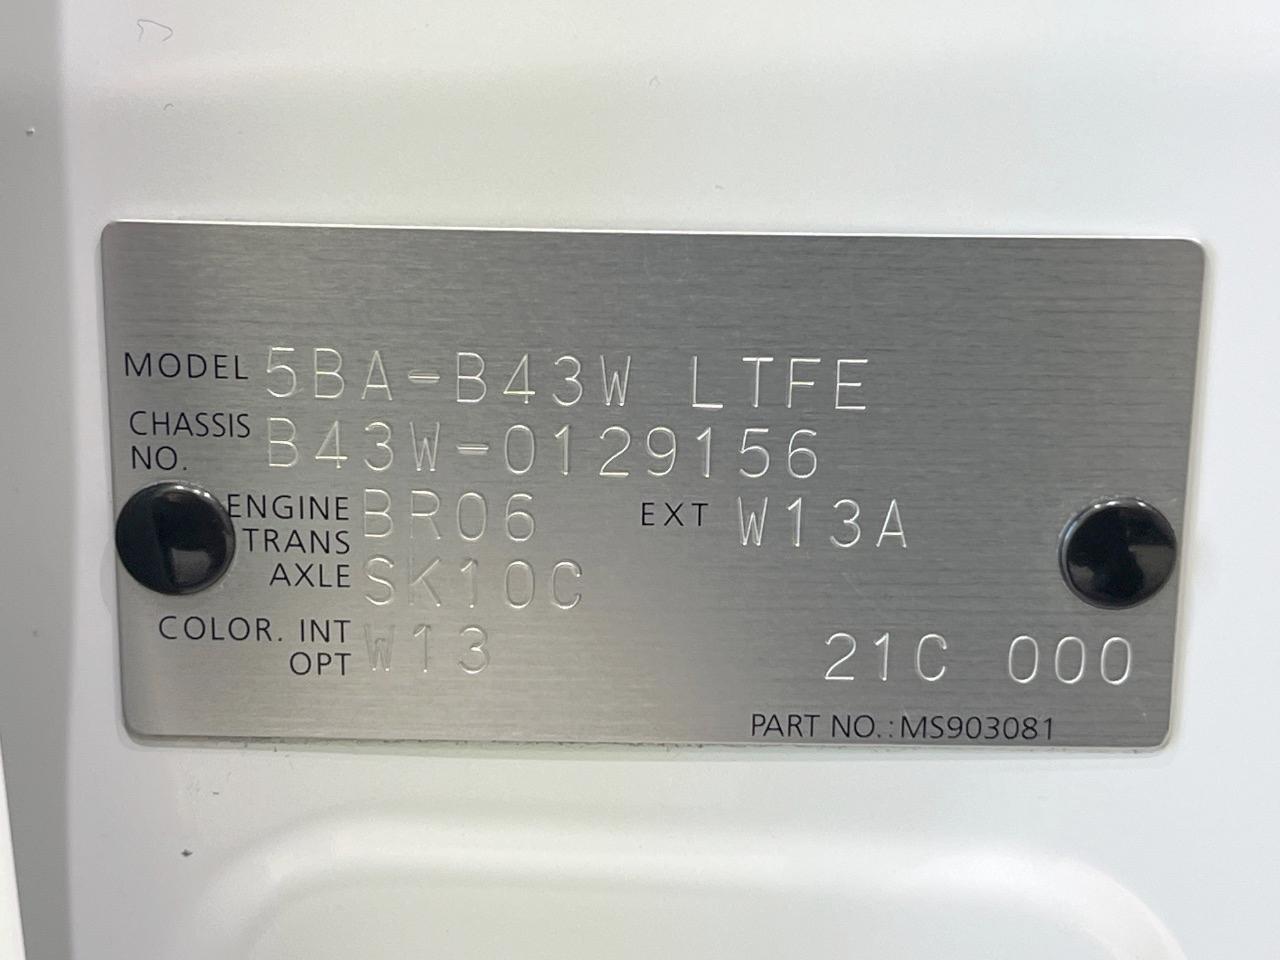 MODEL 5BA-B43W LTFE
CHASSIS NO. B43W-0129156
ENGINE BR06 EXT W13A
TRANS
AXLE SK10C
COLOR. INT W13
OPT
21C 000
PART NO.:MS903081